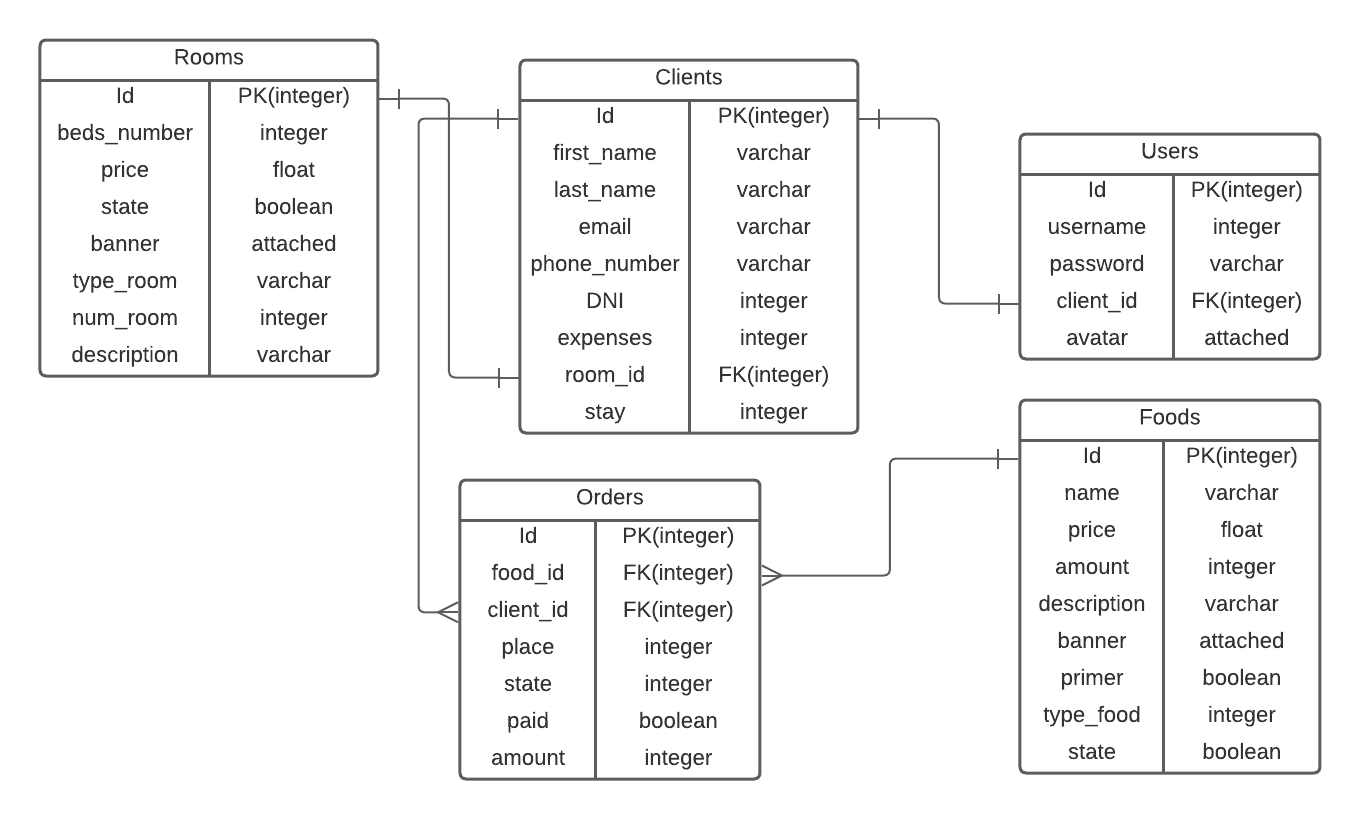 Rooms
Id PK(integer)
beds_number integer
price float
state boolean
banner attached
type_room varchar
num_room integer
description varchar
Clients
Id PK(integer)
first_name varchar
last_name varchar
email varchar
phone_number varchar
DNI integer
expenses integer
room_id FK(integer)
stay integer
Users
Id PK(integer)
username integer
password varchar
client_id FK(integer)
avatar attached
Orders
Id PK(integer)
food_id FK(integer)
client_id FK(integer)
place integer
state integer
paid boolean
amount integer
Foods
Id PK(integer)
name varchar
price float
amount integer
description varchar
banner attached
primer boolean
type_food integer
state boolean